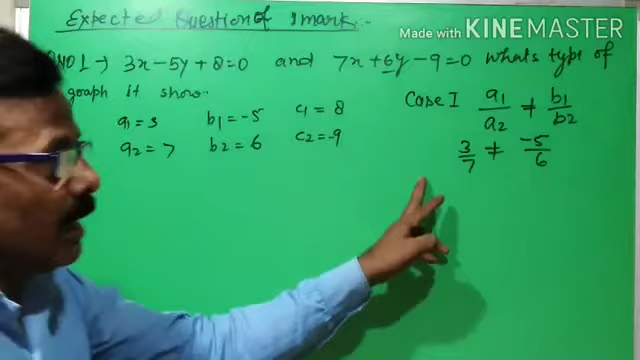 Expected Question of 1 mark:-
Made with KINEMASTER
QNO 1 → 3x - 5y + 8 = 0 and 7x + 6y - 9 = 0 whats type of
graph it show
a1 = 3 b1 = -5 c1 = 8
a2 = 7 b2 = 6 c2 = -9
Case I a1/a2 ≠ b1/b2
3/7 ≠ -5/6